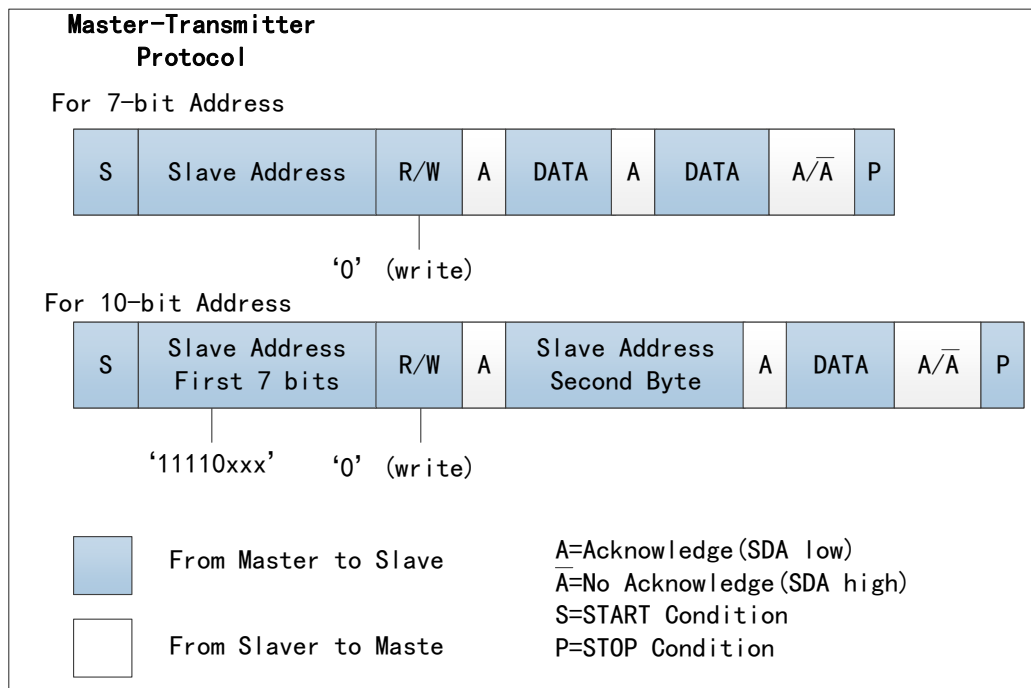 Master-Transmitter
Protocol
For 7-bit Address
S Slave Address R/W A DATA A DATA A/A̅ P
‘0’ (write)
For 10-bit Address
S Slave Address First 7 bits R/W A Slave Address Second Byte A DATA A/A̅ P
‘11110xxx’ ‘0’ (write)
From Master to Slave
From Slaver to Maste
A=Acknowledge(SDA low)
A̅=No Acknowledge(SDA high)
S=START Condition
P=STOP Condition